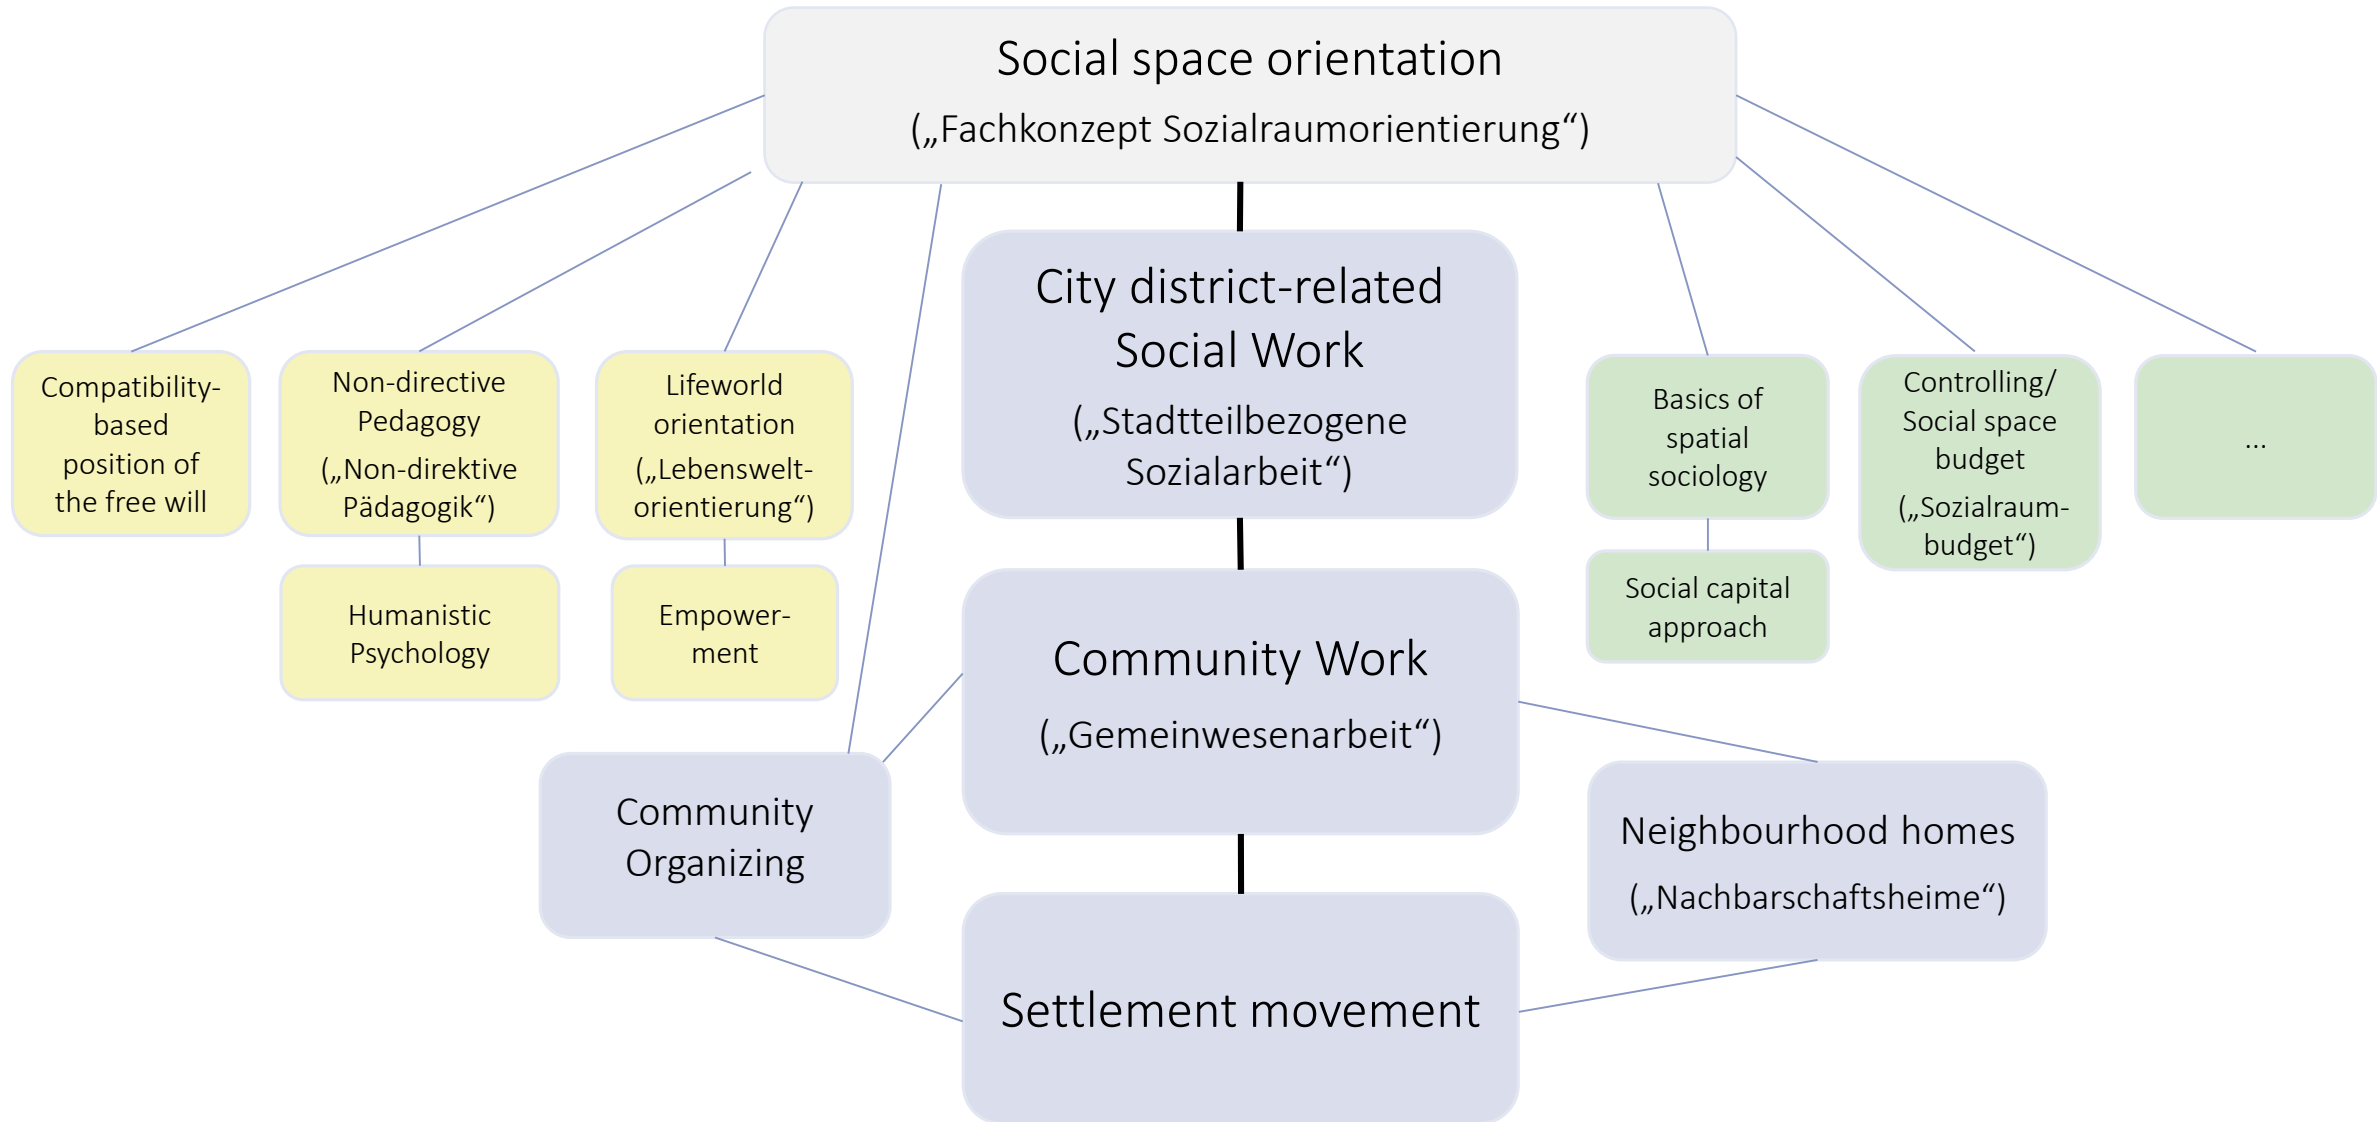 Social space orientation
(„Fachkonzept Sozialraumorientierung“)
City district-related
Social Work
(„Stadtteilbezogene
Sozialarbeit“)
Compatibility-
based
position of
the free will
Non-directive
Pedagogy
(„Non-direktive
Pädagogik“)
Lifeworld
orientation
(„Lebenswelt-
orientierung“)
Basics of
spatial
sociology
Controlling/
Social space
budget
(„Sozialraum-
budget“)
...
Humanistic
Psychology
Empower-
ment
Social capital
approach
Community Work
(„Gemeinwesenarbeit“)
Community
Organizing
Neighbourhood homes
(„Nachbarschaftsheime“)
Settlement movement